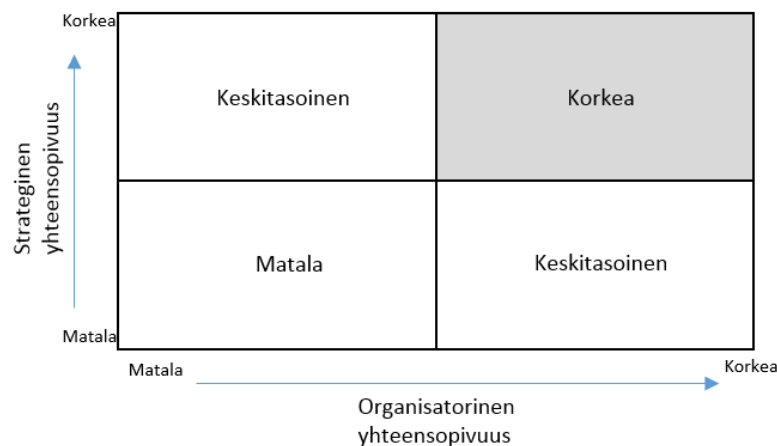 Korkea
Keskitasoinen
Korkea
Strateginen
yhteensopivuus
Matala
Keskitasoinen
Matala
Matala
Korkea
Organisatorinen
yhteensopivuus